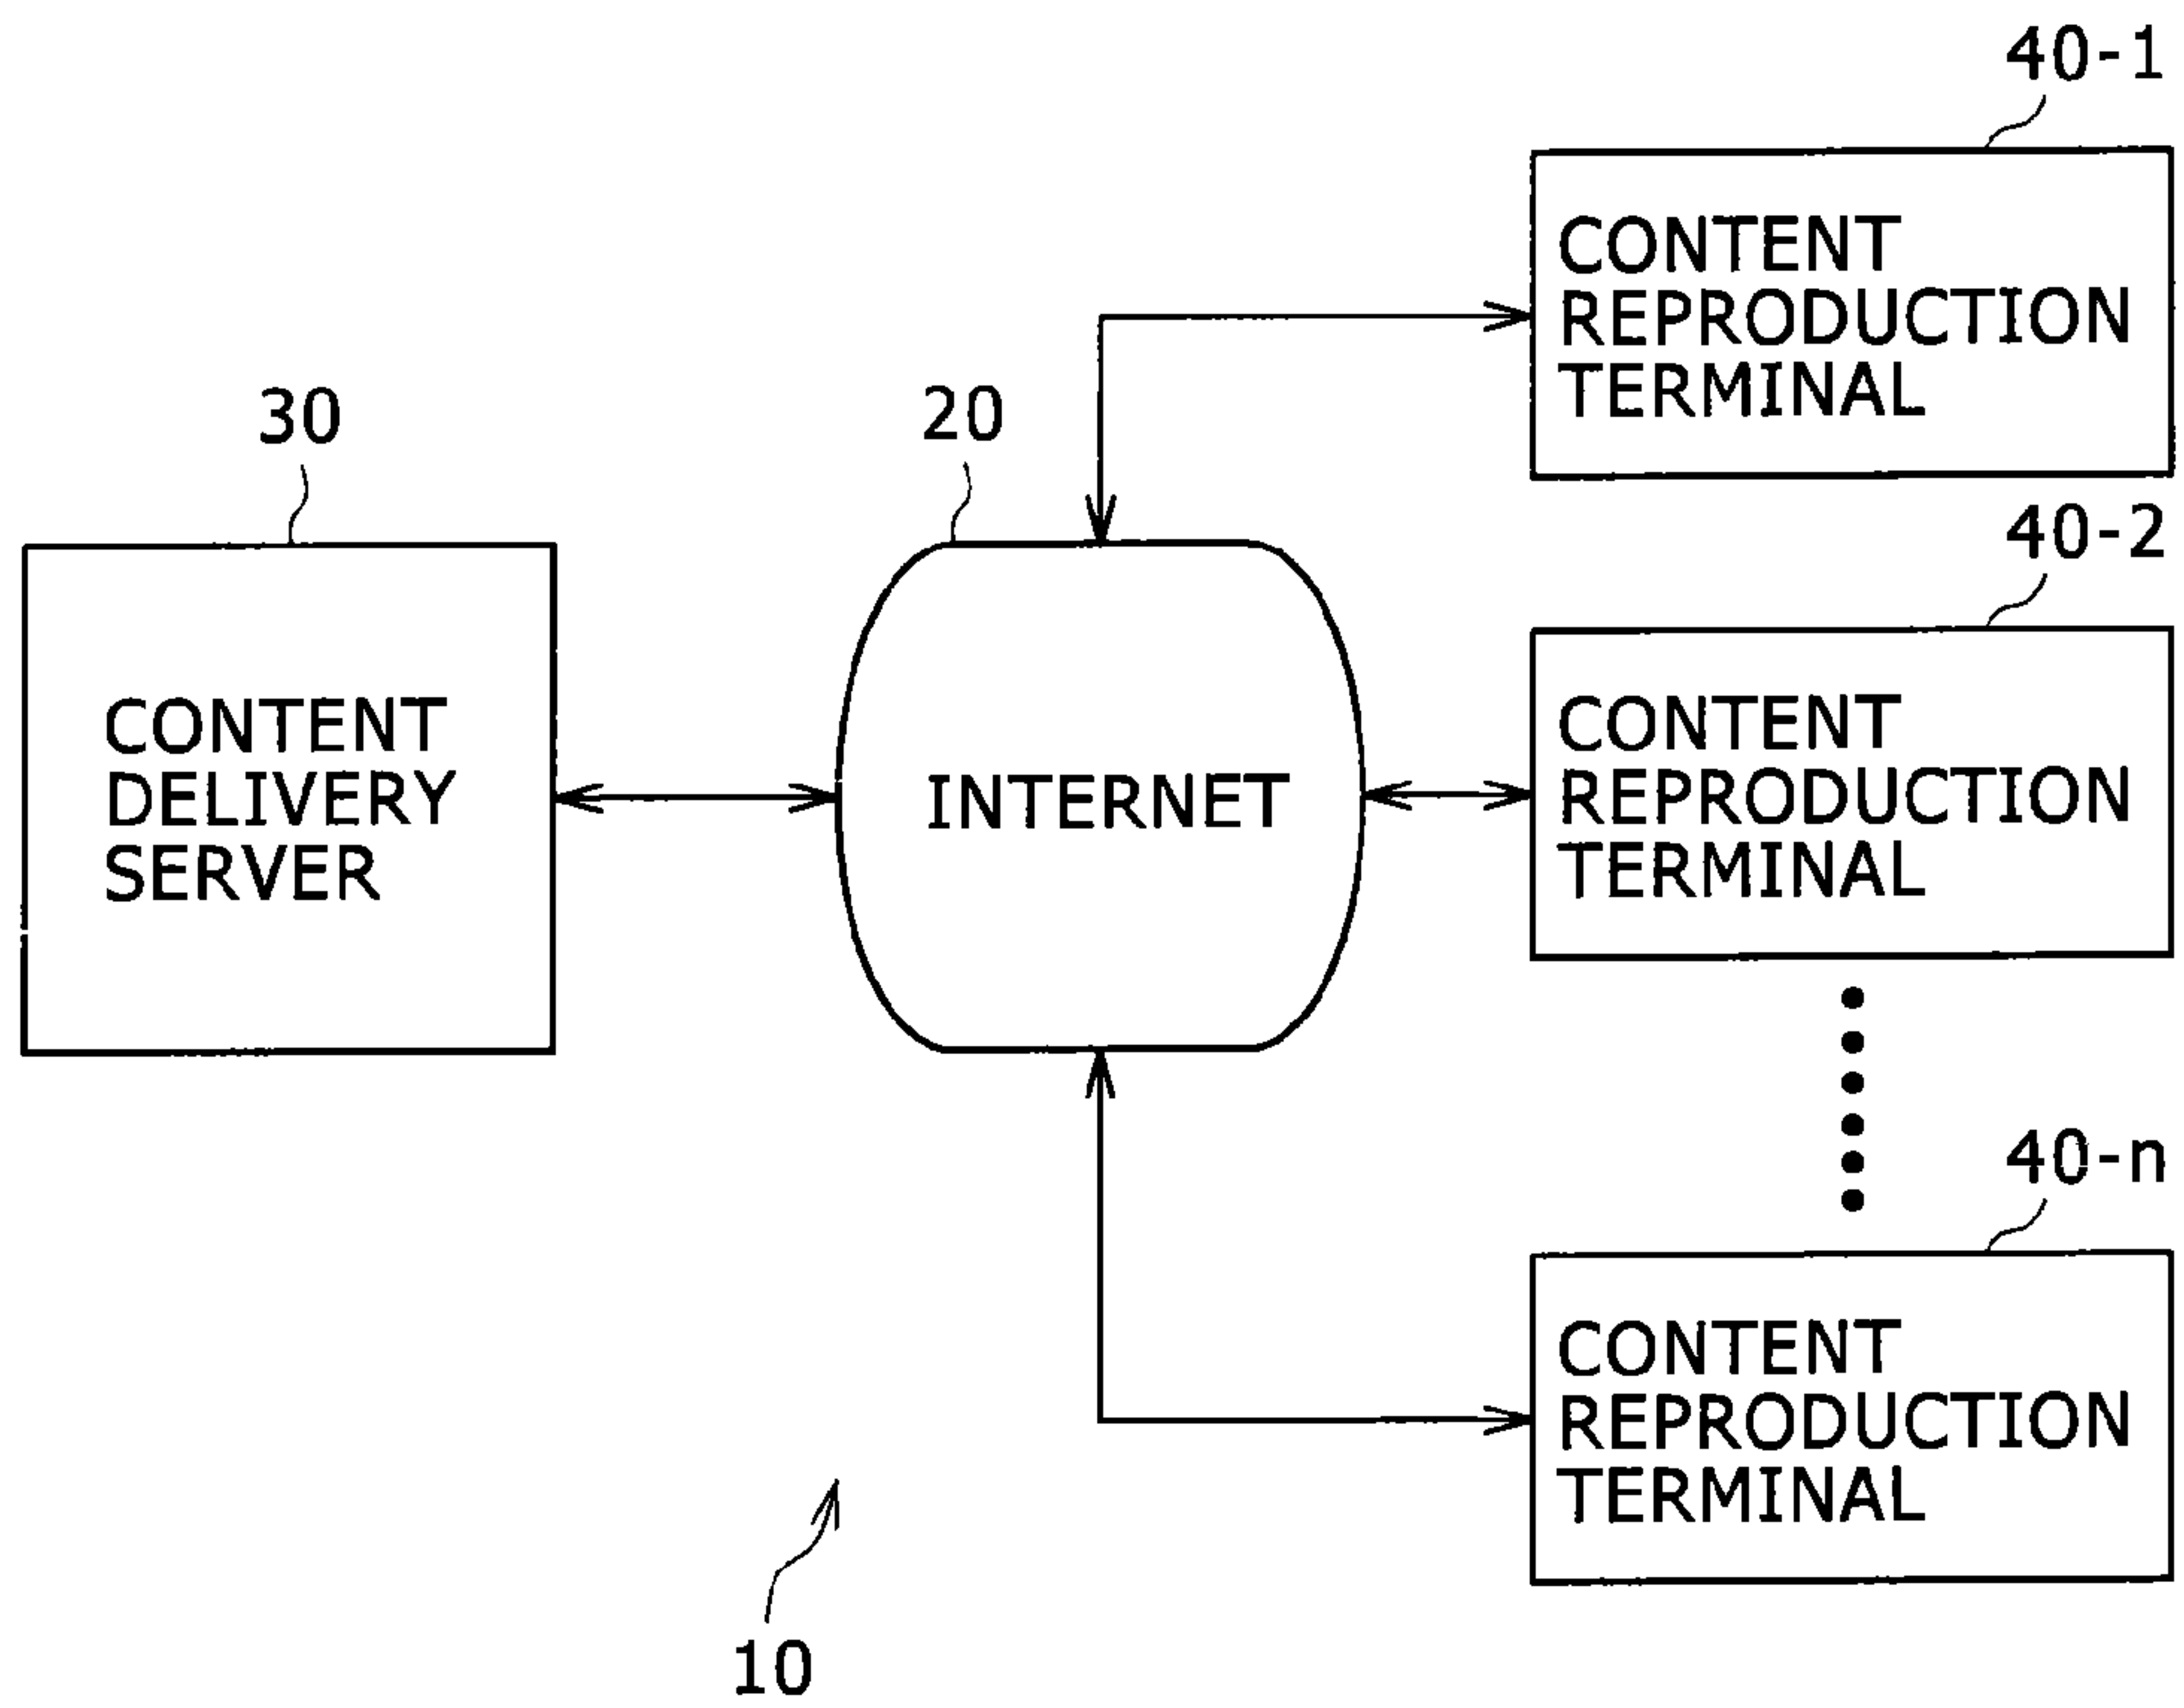 40-1
CONTENT
REPRODUCTION
TERMINAL
30
20
40-2
CONTENT
DELIVERY
SERVER
INTERNET
CONTENT
REPRODUCTION
TERMINAL
40-n
CONTENT
REPRODUCTION
TERMINAL
10